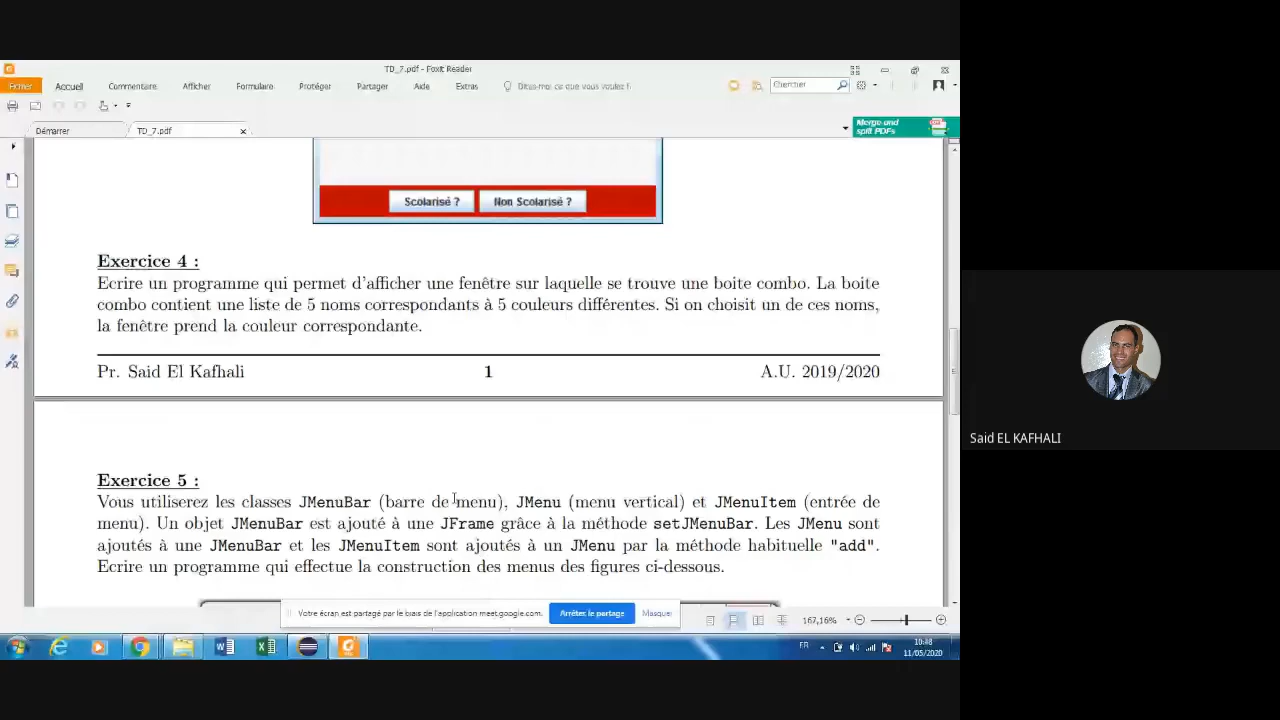 TD_7.pdf - Foxit Reader
Fichier Accueil Commentaire Afficher Formulaire Protéger Partager Aide Extras Chercher
Démarrer TD_7.pdf Merge and
split PDFs
Scolarisé ? Non Scolarisé ?
Exercice 4 :
Ecrire un programme qui permet d'afficher une fenêtre sur laquelle se trouve une boite combo. La boite
combo contient une liste de 5 noms correspondants à 5 couleurs différentes. Si on choisit un de ces noms,
la fenêtre prend la couleur correspondante.
Pr. Said El Kafhali 1 A.U. 2019/2020
Said EL KAFHALI
Exercice 5 :
Vous utiliserez les classes JMenuBar (barre de menu), JMenu (menu vertical) et JMenuItem (entrée de
menu). Un objet JMenuBar est ajouté à une JFrame grâce à la méthode setJMenuBar. Les JMenu sont
ajoutés à une JMenuBar et les JMenuItem sont ajoutés à un JMenu par la méthode habituelle "add".
Ecrire un programme qui effectue la construction des menus des figures ci-dessous.
Votre écran est partagé par le biais de l'application meet.google.com. Arrêter le partage Masquer
167,16%
FR 10:48
11/05/2020